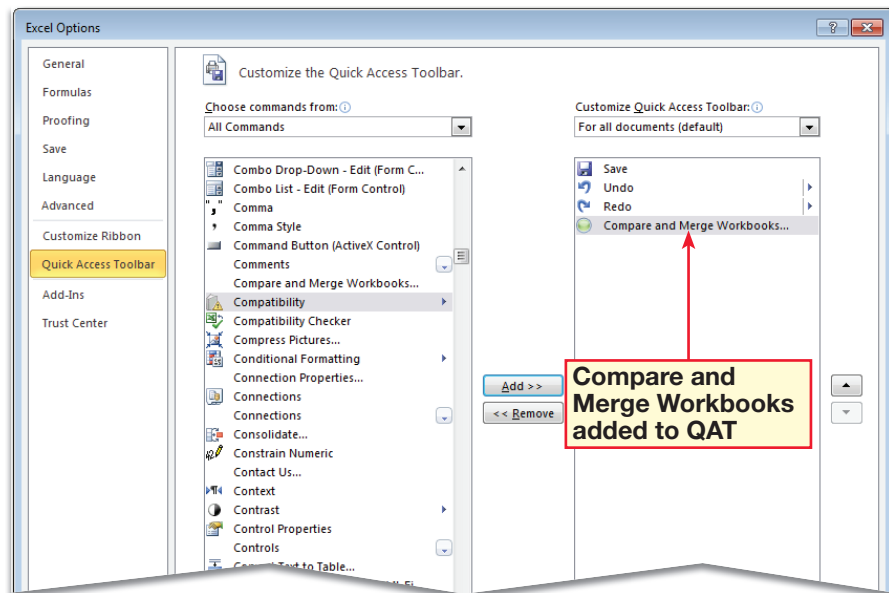 Excel Options
General
Formulas
Proofing
Save
Language
Advanced
Customize Ribbon
Quick Access Toolbar
Add-Ins
Trust Center
Customize the Quick Access Toolbar.
Choose commands from:
All Commands
Combo Drop-Down - Edit (Form C...
Combo List - Edit (Form Control)
Comma
Comma Style
Command Button (ActiveX Control)
Comments
Compare and Merge Workbooks...
Compatibility
Compatibility Checker
Compress Pictures...
Conditional Formatting
Connection Properties...
Connections
Connections
Consolidate...
Constrain Numeric
Contact Us...
Context
Contrast
Control Properties
Controls
Text to Table...
Add >>
<< Remove
Customize Quick Access Toolbar:
For all documents (default)
Save
Undo
Redo
Compare and Merge Workbooks...
Compare and
Merge Workbooks
added to QAT